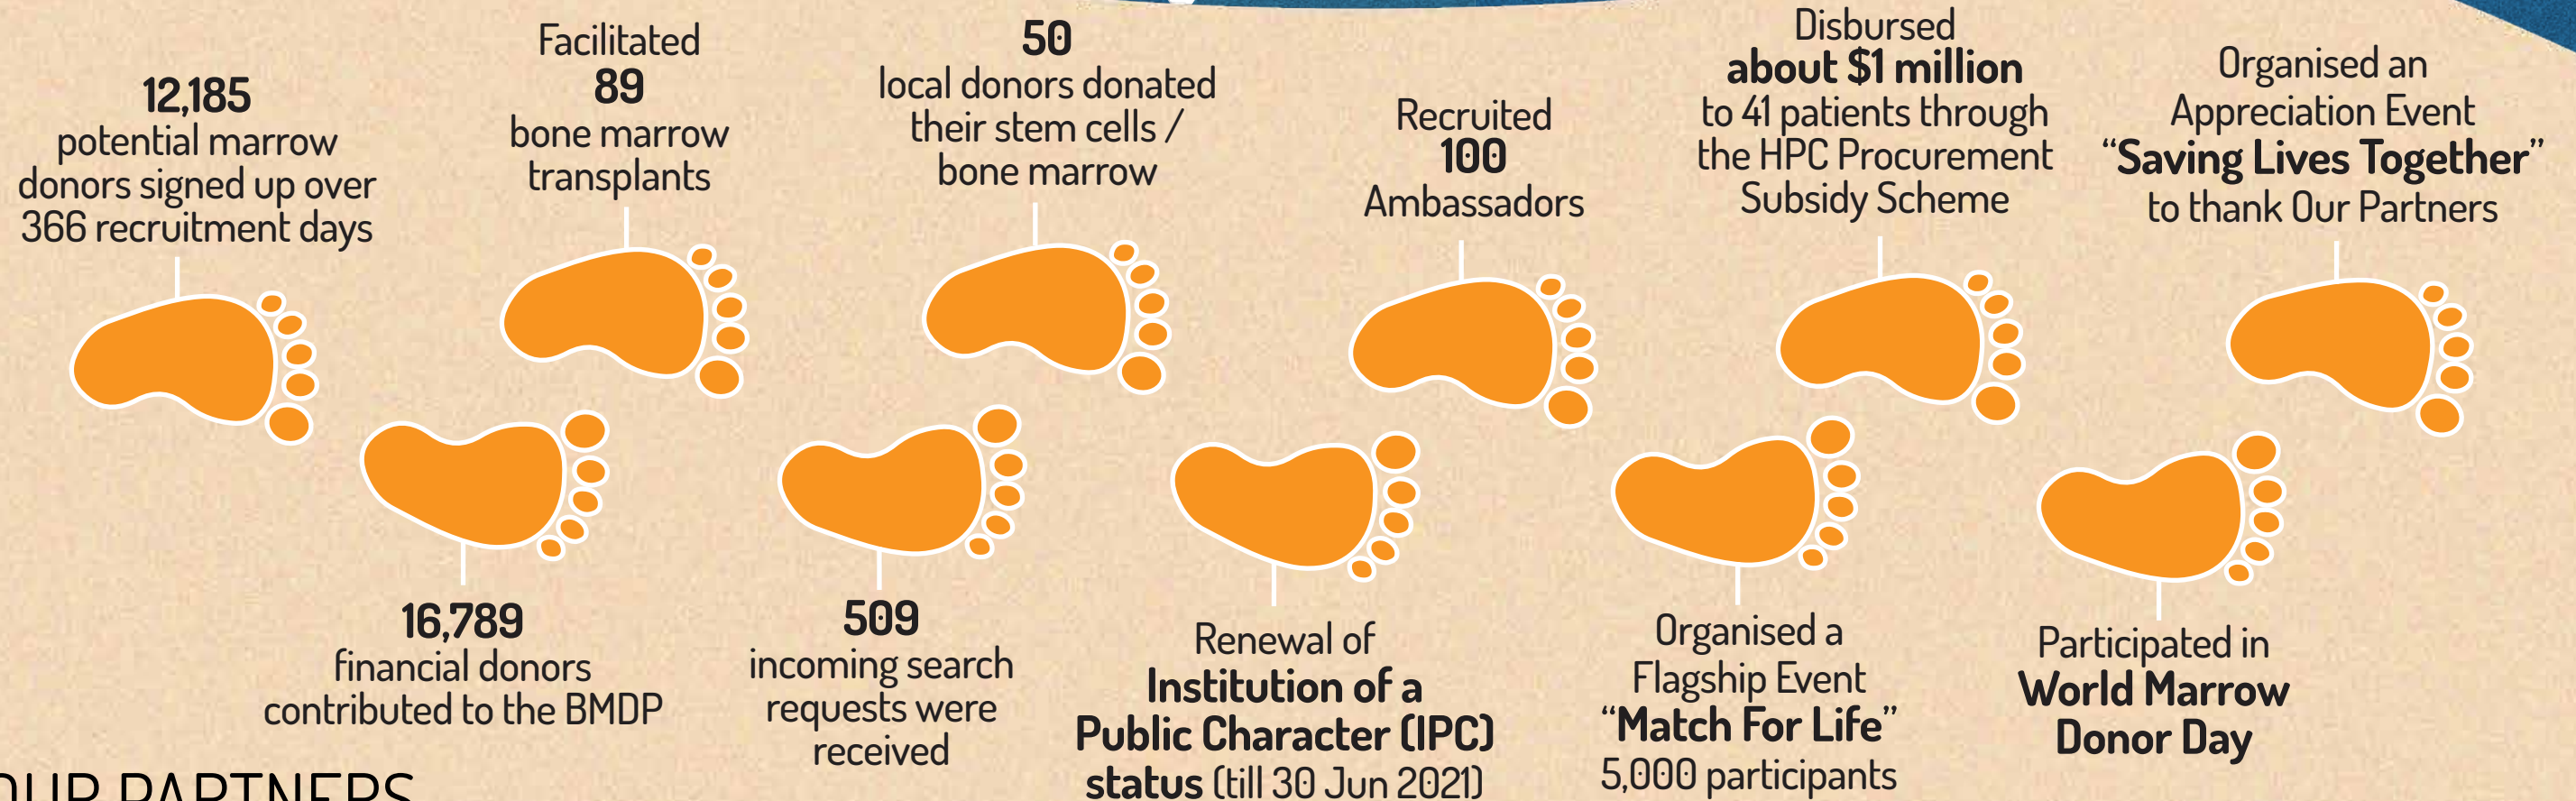 12,185
potential marrow
donors signed up over
366 recruitment days
Facilitated
89
bone marrow
transplants
50
local donors donated
their stem cells /
bone marrow
Recruited
100
Ambassadors
Disbursed
about $1 million
to 41 patients through
the HPC Procurement
Subsidy Scheme
Organised an
Appreciation Event
“Saving Lives Together”
to thank Our Partners
16,789
financial donors
contributed to the BMDP
509
incoming search
requests were
received
Renewal of
Institution of a
Public Character (IPC)
status (till 30 Jun 2021)
Organised a
Flagship Event
“Match For Life”
5,000 participants
Participated in
World Marrow
Donor Day
OUR PARTNERS